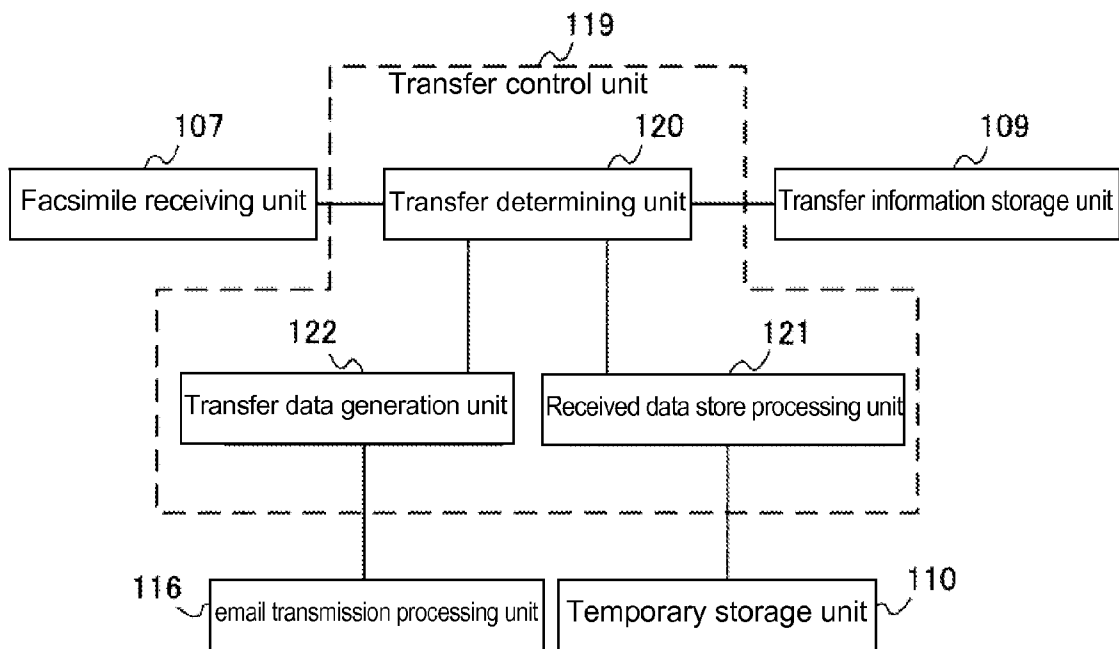 119
Transfer control unit
107
120
109
Facsimile receiving unit
Transfer determining unit
Transfer information storage unit
122
121
Transfer data generation unit
Received data store processing unit
116
email transmission processing unit
Temporary storage unit
110